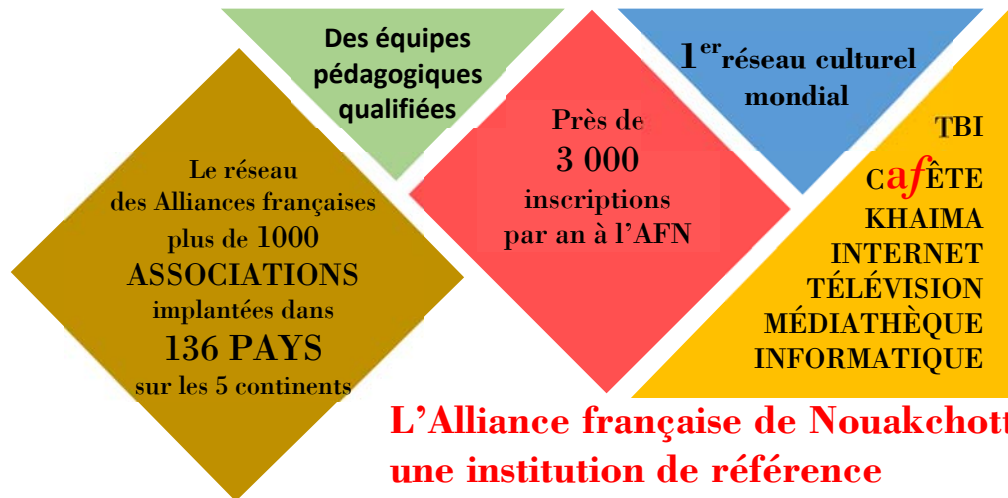 Des équipes
pédagogiques
qualifiées
1er réseau culturel
mondial
Le réseau
des Alliances françaises
plus de 1000
ASSOCIATIONS
implantées dans
136 PAYS
sur les 5 continents
Près de
3 000
inscriptions
par an à l'AFN
TBI
CafÊTE
KHAIMA
INTERNET
TÉLÉVISION
MÉDIATHÈQUE
INFORMATIQUE
L'Alliance française de Nouakchott
une institution de référence